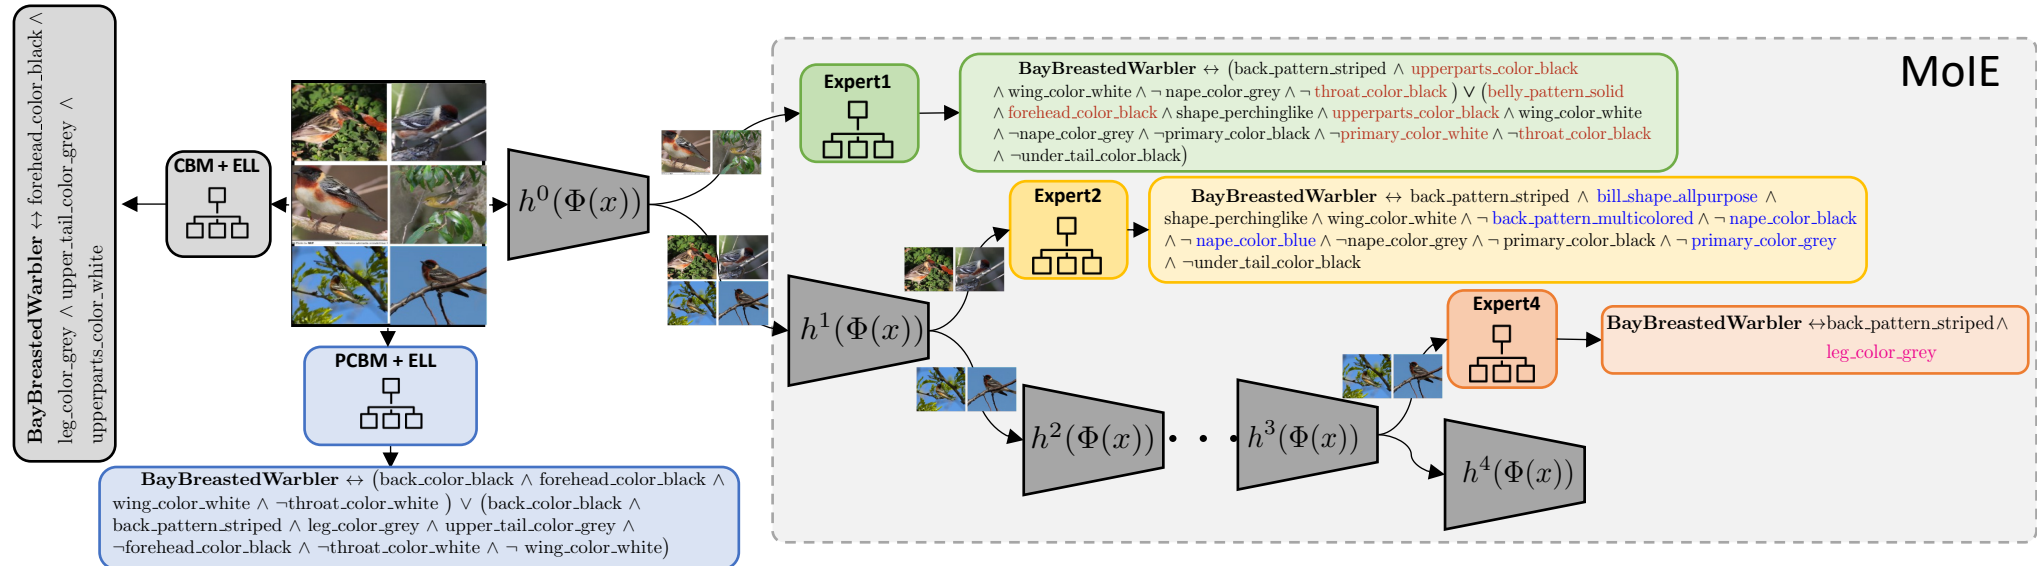 BayBreastedWarbler ↔ forehead_color_black ∧
leg_color_grey ∧ upper_tail_color_grey ∧
upperparts_color_white
CBM + ELL
PCBM + ELL
BayBreastedWarbler ↔ (back_color_black ∧ forehead_color_black ∧
wing_color_white ∧ ¬throat_color_white ) ∨ (back_color_black ∧
back_pattern_striped ∧ leg_color_grey ∧ upper_tail_color_grey ∧
¬forehead_color_black ∧ ¬throat_color_white ∧ ¬ wing_color_white)
h⁰(Φ(x))
MoIE
Expert1
BayBreastedWarbler ↔ (back_pattern_striped ∧ upperparts_color_black
∧ wing_color_white ∧ ¬ nape_color_grey ∧ ¬ throat_color_black ) ∨ (belly_pattern_solid
∧ forehead_color_black ∧ shape_perchinglike ∧ upperparts_color_black ∧ wing_color_white
∧ ¬nape_color_grey ∧ ¬primary_color_black ∧ ¬primary_color_white ∧ ¬throat_color_black
∧ ¬under_tail_color_black)
h¹(Φ(x))
Expert2
BayBreastedWarbler ↔ back_pattern_striped ∧ bill_shape_allpurpose ∧
shape_perchinglike ∧ wing_color_white ∧ ¬ back_pattern_multicolored ∧ ¬ nape_color_black
∧ ¬ nape_color_blue ∧ ¬nape_color_grey ∧ ¬ primary_color_black ∧ ¬ primary_color_grey
∧ ¬under_tail_color_black
h²(Φ(x)) • • • h³(Φ(x))
Expert4
BayBreastedWarbler ↔back_pattern_striped∧
leg_color_grey
h⁴(Φ(x))